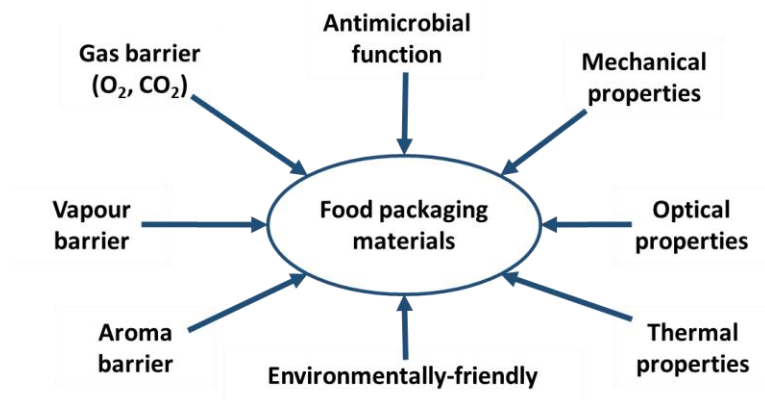 Antimicrobial
function
Gas barrier
(O₂, CO₂)
Mechanical
properties
Vapour
barrier
Food packaging
materials
Optical
properties
Aroma
barrier
Environmentally-friendly
Thermal
properties